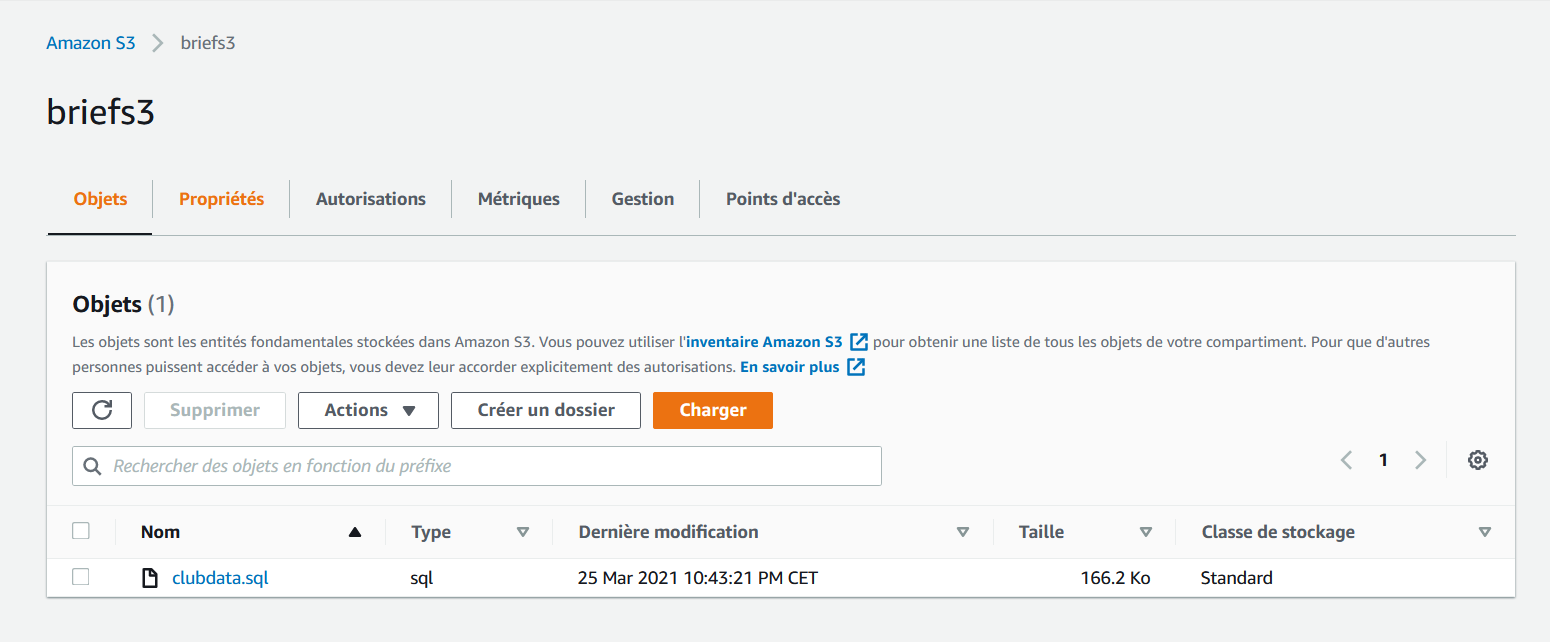 Amazon S3 > briefs3
briefs3
Objets Propriétés Autorisations Métriques Gestion Points d'accès
Objets (1)
Les objets sont les entités fondamentales stockées dans Amazon S3. Vous pouvez utiliser l'inventaire Amazon S3 pour obtenir une liste de tous les objets de votre compartiment. Pour que d'autres
personnes puissent accéder à vos objets, vous devez leur accorder explicitement des autorisations. En savoir plus
Supprimer Actions Créer un dossier Charger
Rechercher des objets en fonction du préfixe
1
Nom Type Dernière modification Taille Classe de stockage
clubdata.sql sql 25 Mar 2021 10:43:21 PM CET 166.2 Ko Standard